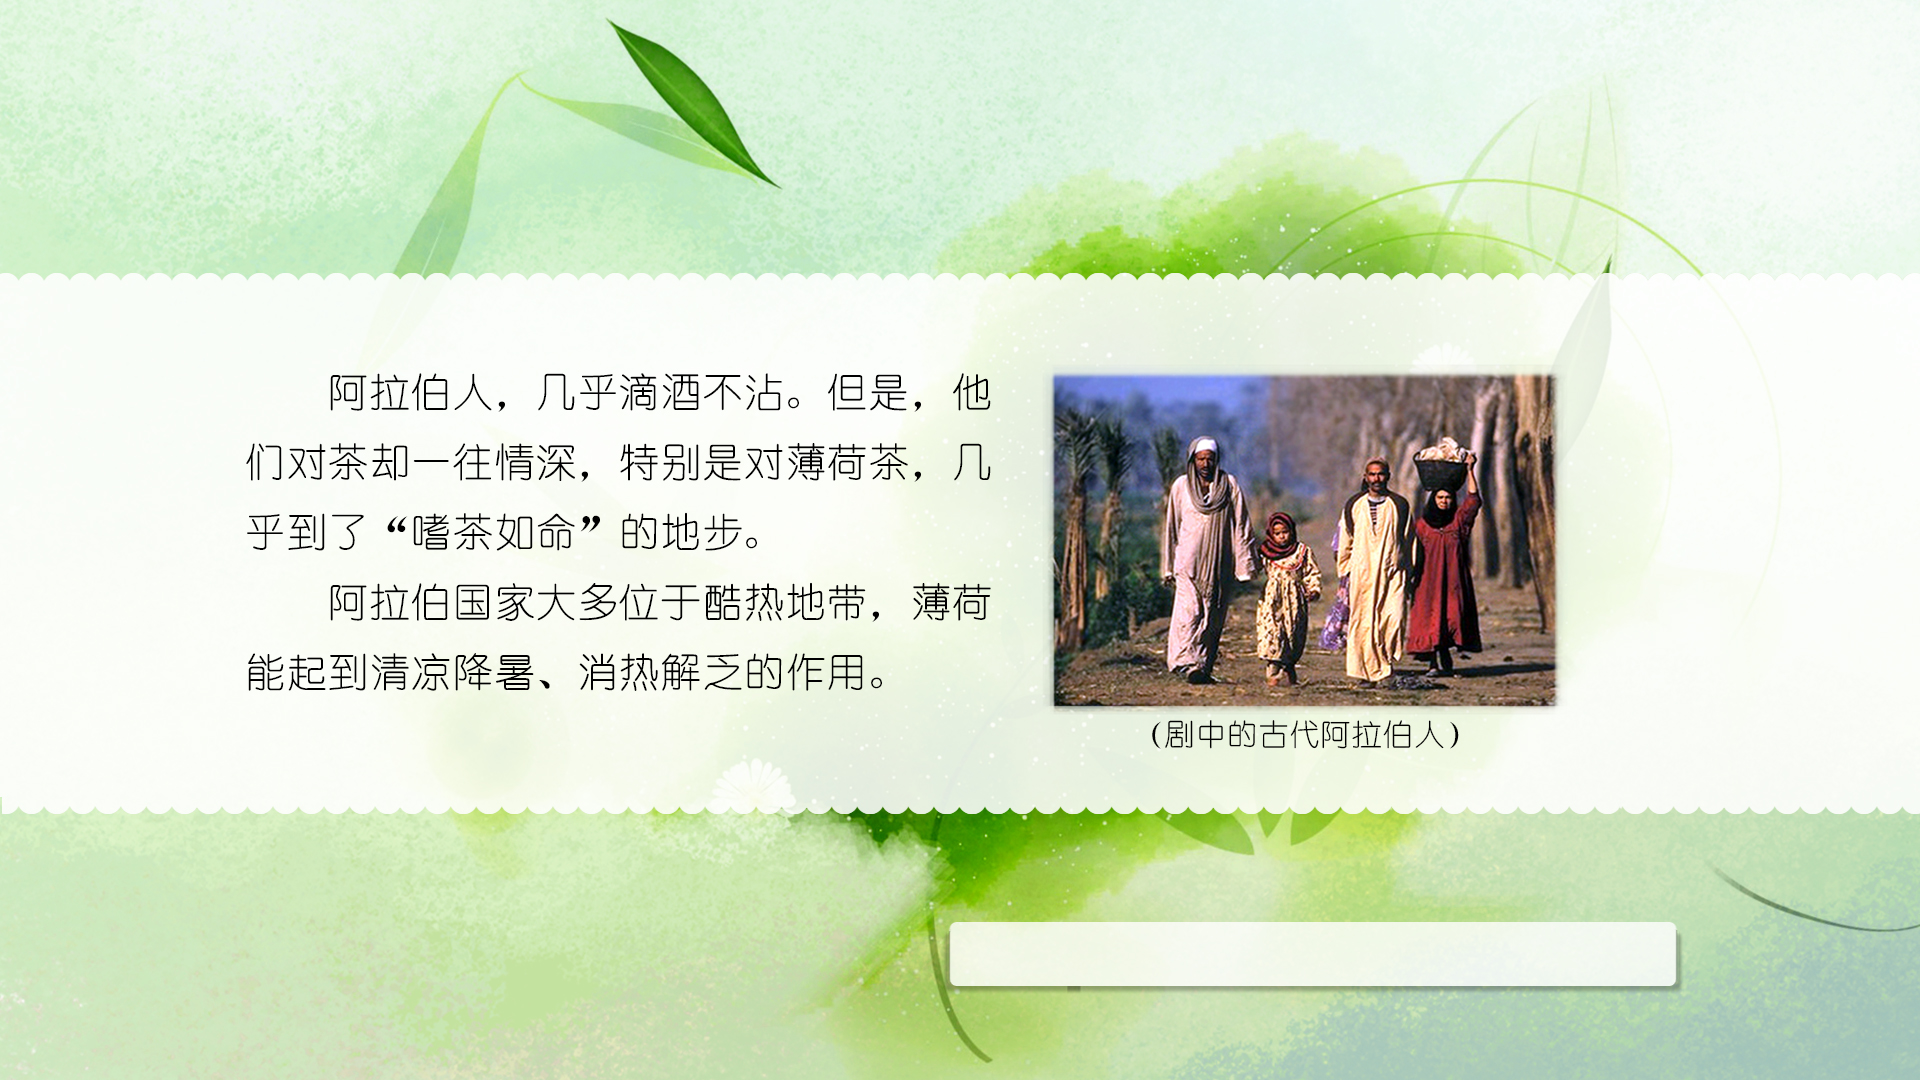 阿拉伯人，几乎滴酒不沾。但是，他
们对茶却一往情深，特别是对薄荷茶，几
乎到了“嗜茶如命”的地步。
阿拉伯国家大多位于酷热地带，薄荷
能起到清凉降暑、消热解乏的作用。
（剧中的古代阿拉伯人）